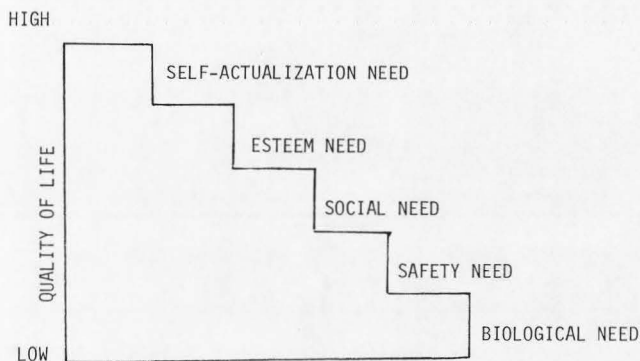 HIGH
SELF-ACTUALIZATION NEED
ESTEEM NEED
SOCIAL NEED
SAFETY NEED
BIOLOGICAL NEED
QUALITY OF LIFE
LOW